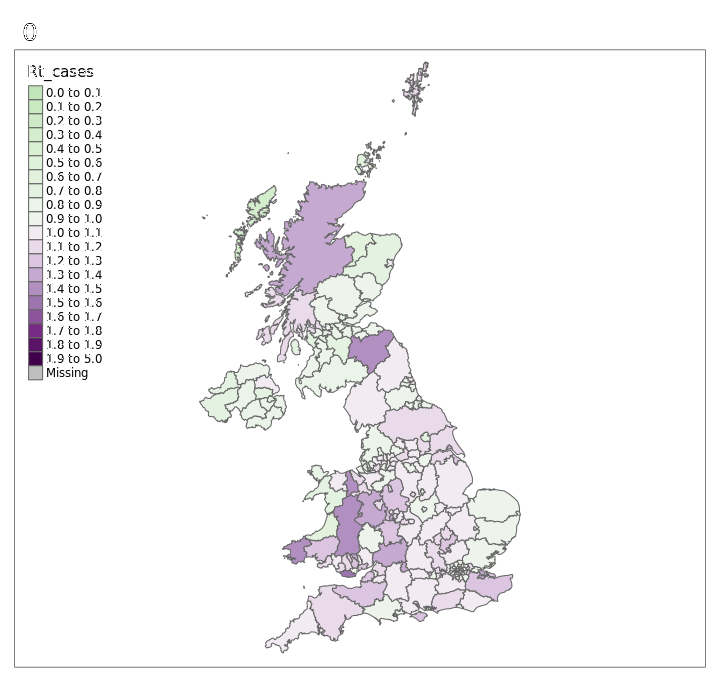 0
Rt_cases
0.0 to 0.1
0.1 to 0.2
0.2 to 0.3
0.3 to 0.4
0.4 to 0.5
0.5 to 0.6
0.6 to 0.7
0.7 to 0.8
0.8 to 0.9
0.9 to 1.0
1.0 to 1.1
1.1 to 1.2
1.2 to 1.3
1.3 to 1.4
1.4 to 1.5
1.5 to 1.6
1.6 to 1.7
1.7 to 1.8
1.8 to 1.9
1.9 to 5.0
Missing